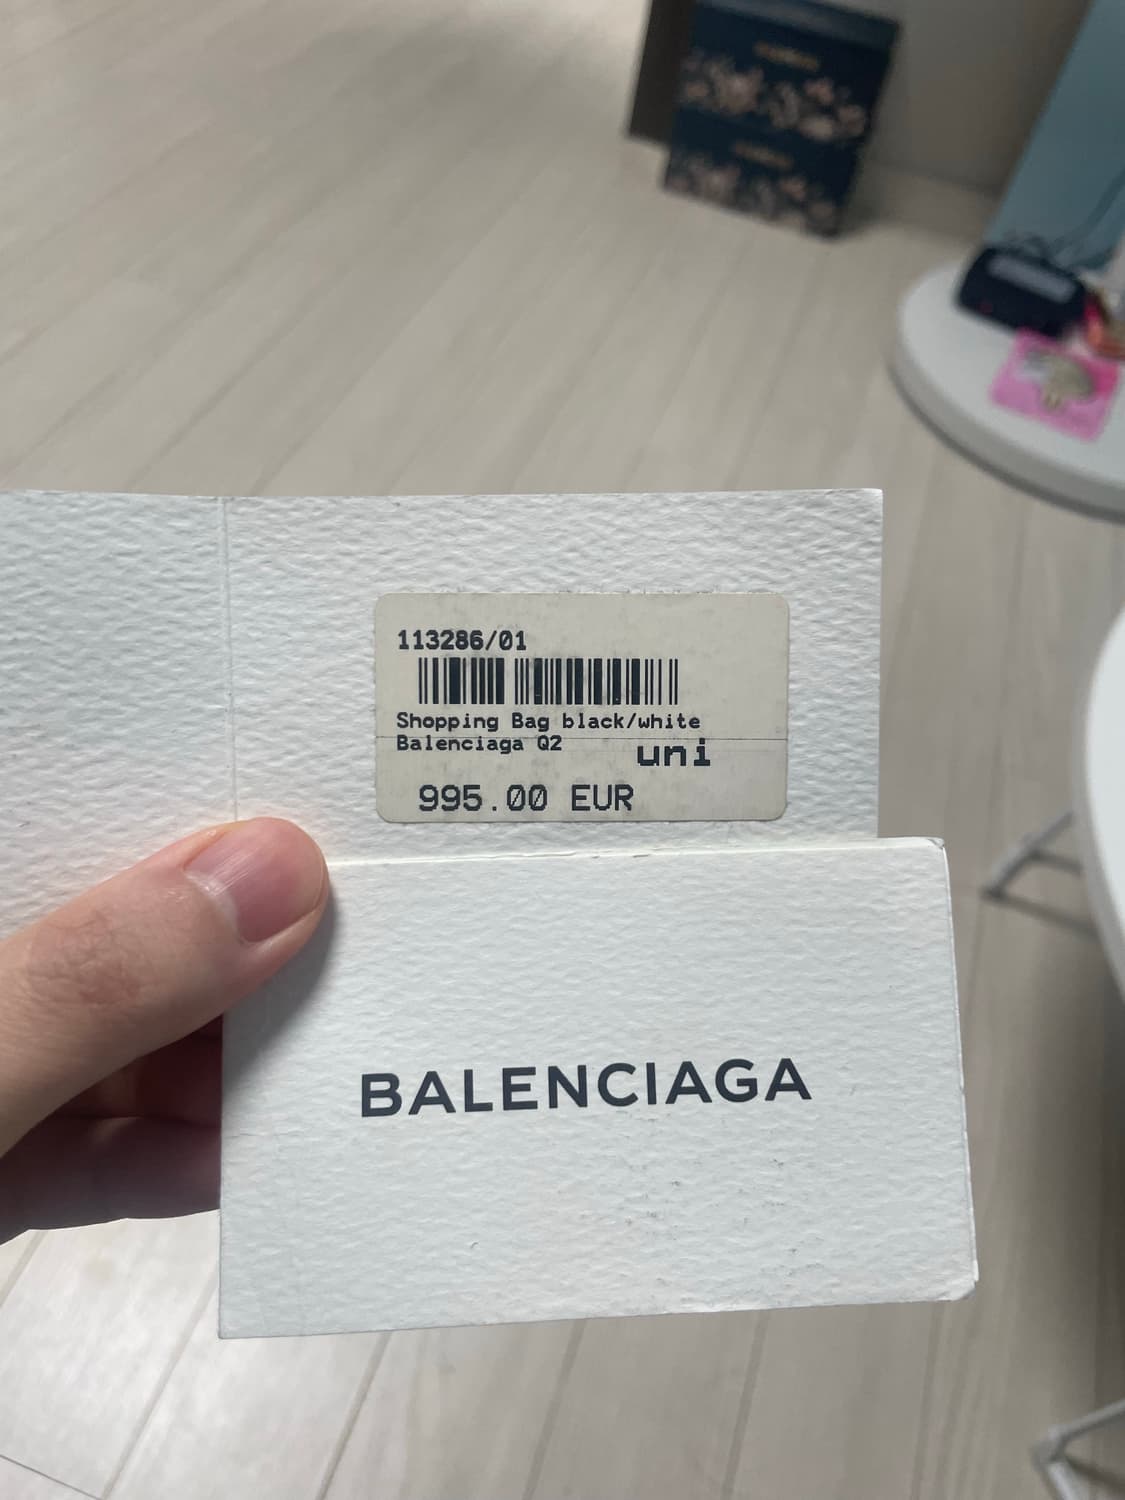 113286/01
Shopping Bag black/white
Balenciaga Q2
uni
995.00 EUR
BALENCIAGA